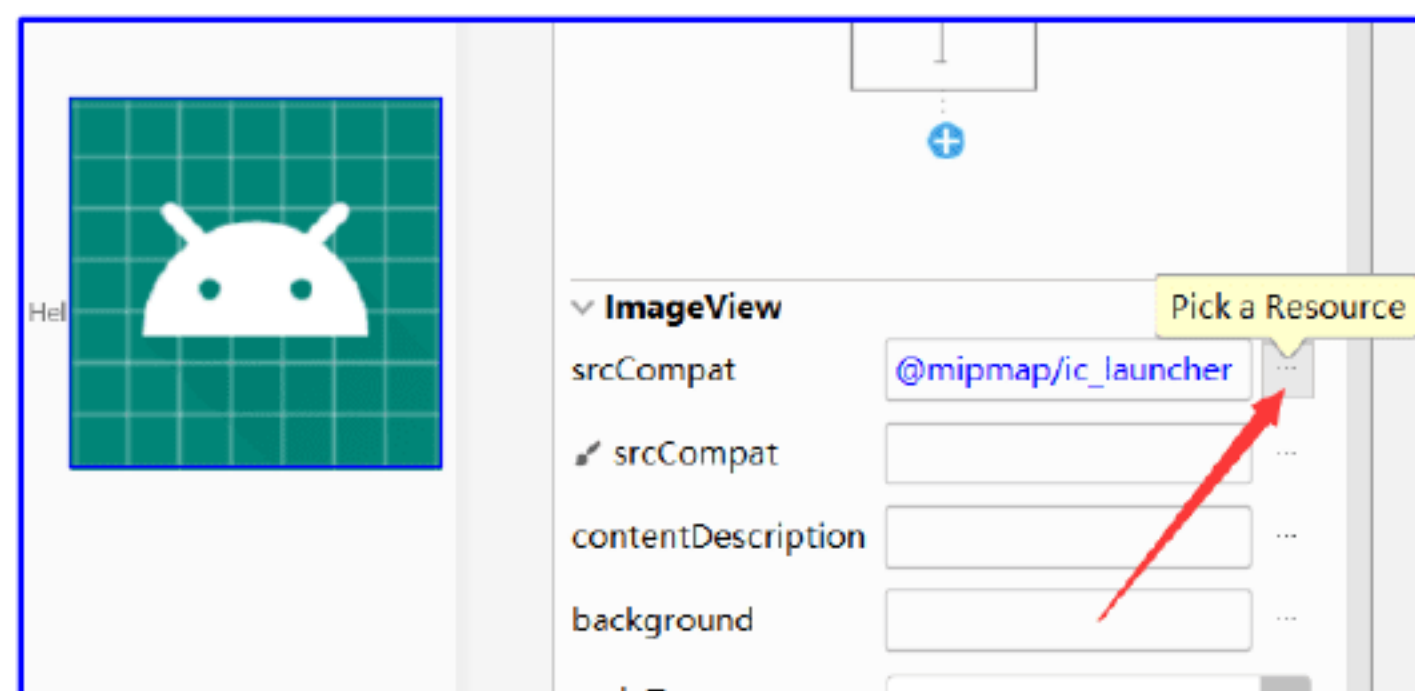 Hel
ImageView
Pick a Resource
srcCompat
@mipmap/ic_launcher
...
srcCompat
...
contentDescription
...
background
...